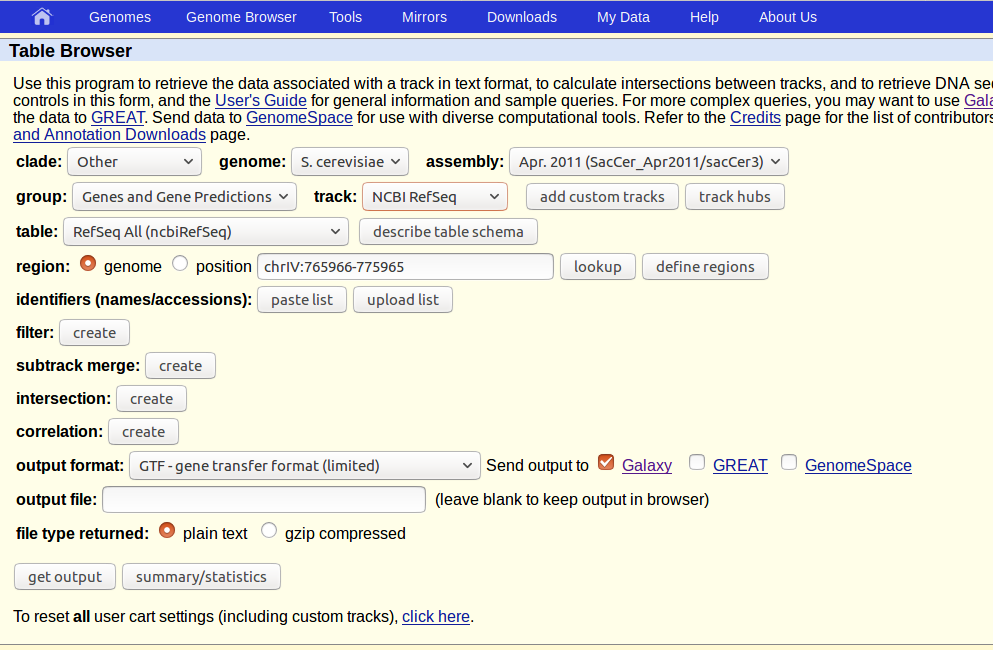 Genomes Genome Browser Tools Mirrors Downloads My Data Help About Us
Table Browser
Use this program to retrieve the data associated with a track in text format, to calculate intersections between tracks, and to retrieve DNA
controls in this form, and the User's Guide for general information and sample queries. For more complex queries, you may want to use
the data to GREAT. Send data to GenomeSpace for use with diverse computational tools. Refer to the Credits page for the list of contributors
and Annotation Downloads page.
clade: Other genome: S. cerevisiae assembly: Apr. 2011 (SacCer_Apr2011/sacCer3)
group: Genes and Gene Predictions track: NCBI RefSeq add custom tracks track hubs
table: RefSeq All (ncbiRefSeq) describe table schema
region: genome position chrIV:765966-775965 lookup define regions
identifiers (names/accessions): paste list upload list
filter: create
subtrack merge: create
intersection: create
correlation: create
output format: GTF - gene transfer format (limited) Send output to Galaxy GREAT GenomeSpace
output file: (leave blank to keep output in browser)
file type returned: plain text gzip compressed
get output summary/statistics
To reset all user cart settings (including custom tracks), click here.